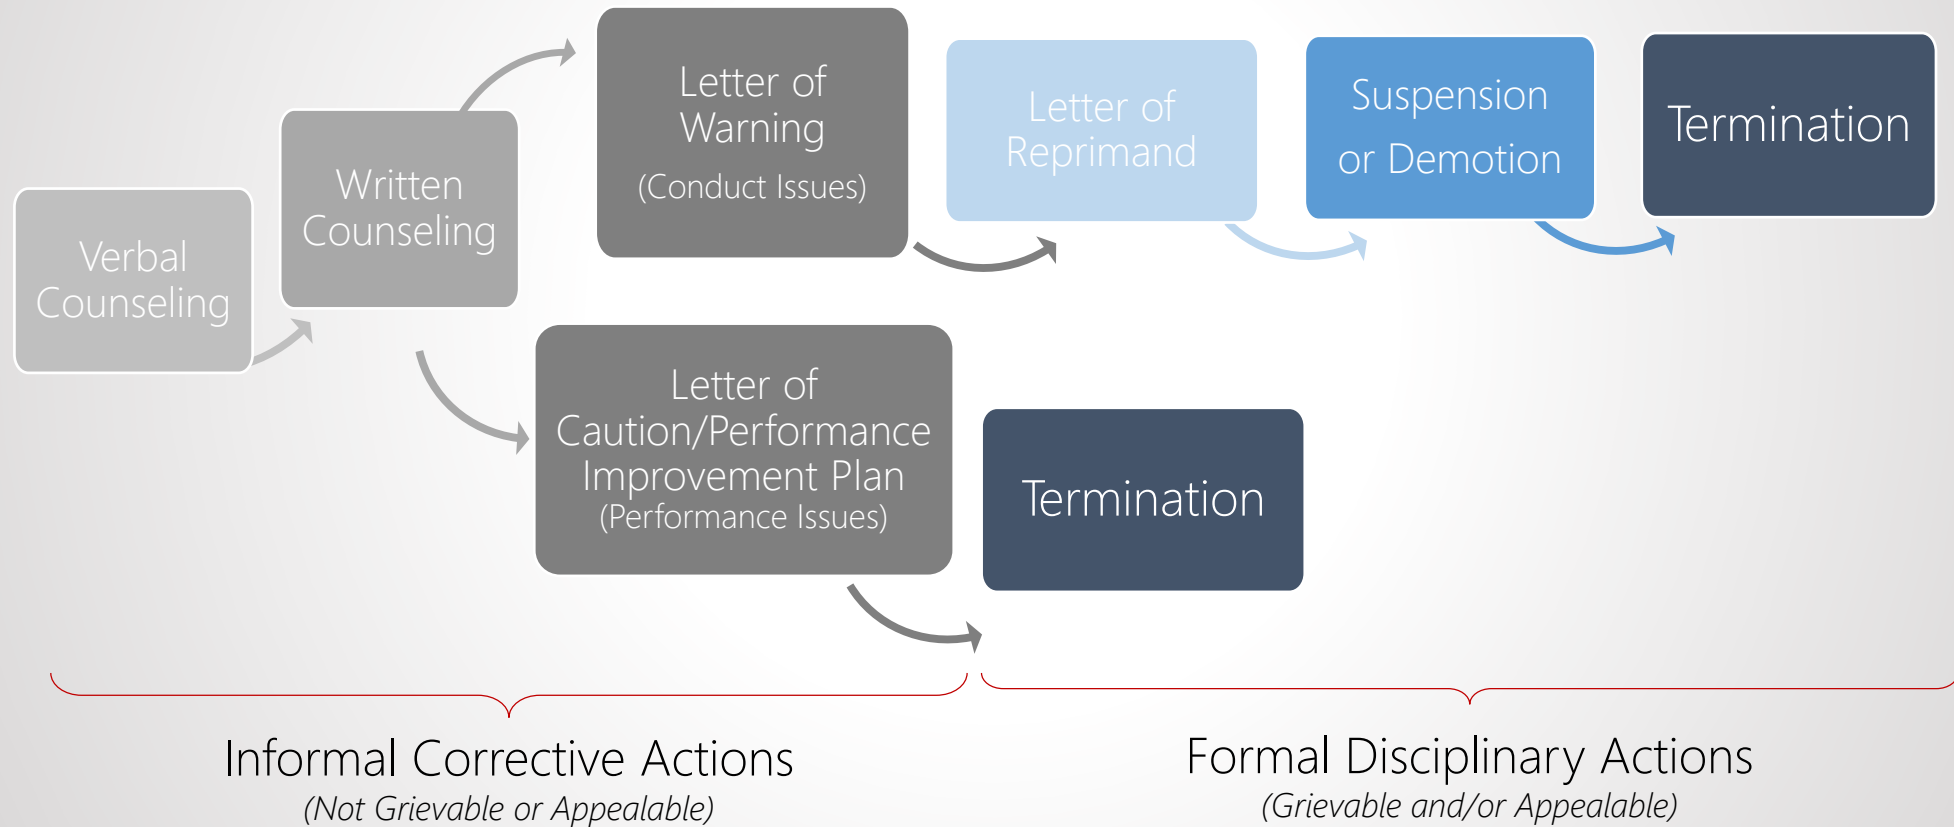 Verbal
Counseling
Written
Counseling
Letter of
Warning
(Conduct Issues)
Letter of
Reprimand
Suspension
or Demotion
Termination
Letter of
Caution/Performance
Improvement Plan
(Performance Issues)
Termination
Informal Corrective Actions
(Not Grievable or Appealable)
Formal Disciplinary Actions
(Grievable and/or Appealable)